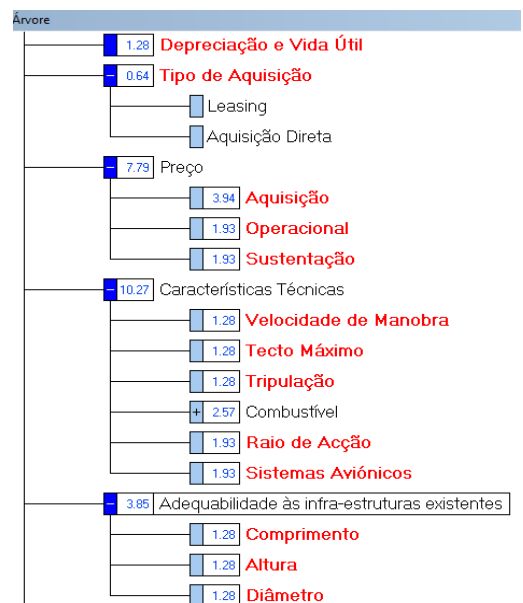 Árvore
1.28 Depreciação e Vida Útil
0.64 Tipo de Aquisição
Leasing
Aquisição Direta
7.79 Preço
3.94 Aquisição
1.93 Operacional
1.93 Sustentação
10.27 Características Técnicas
1.28 Velocidade de Manobra
1.28 Tecto Máximo
1.28 Tripulação
+ 2.57 Combustível
1.93 Raio de Acção
1.93 Sistemas Aviónicos
3.85 Adequabilidade às infra-estruturas existentes
1.28 Comprimento
1.28 Altura
1.28 Diâmetro